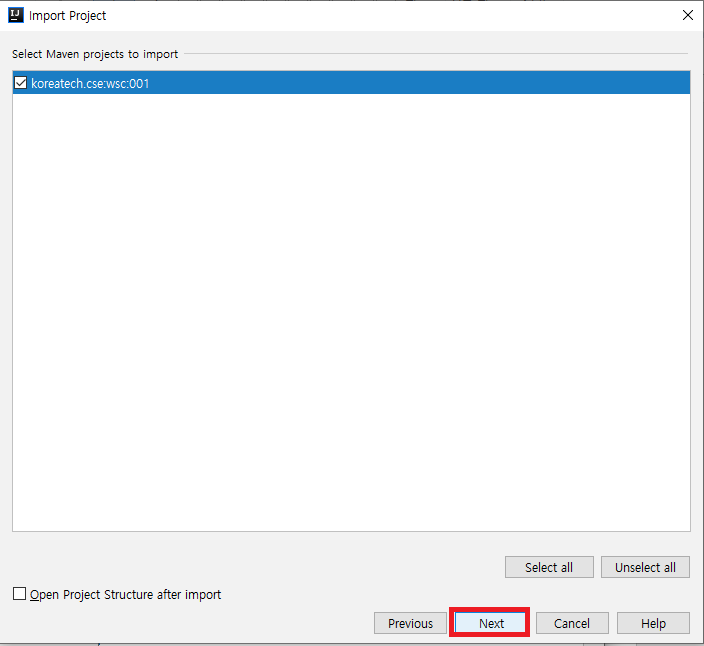 IJ Import Project
Select Maven projects to import
koreatech.cse:wsc:001
Select all Unselect all
Open Project Structure after import
Previous Next Cancel Help